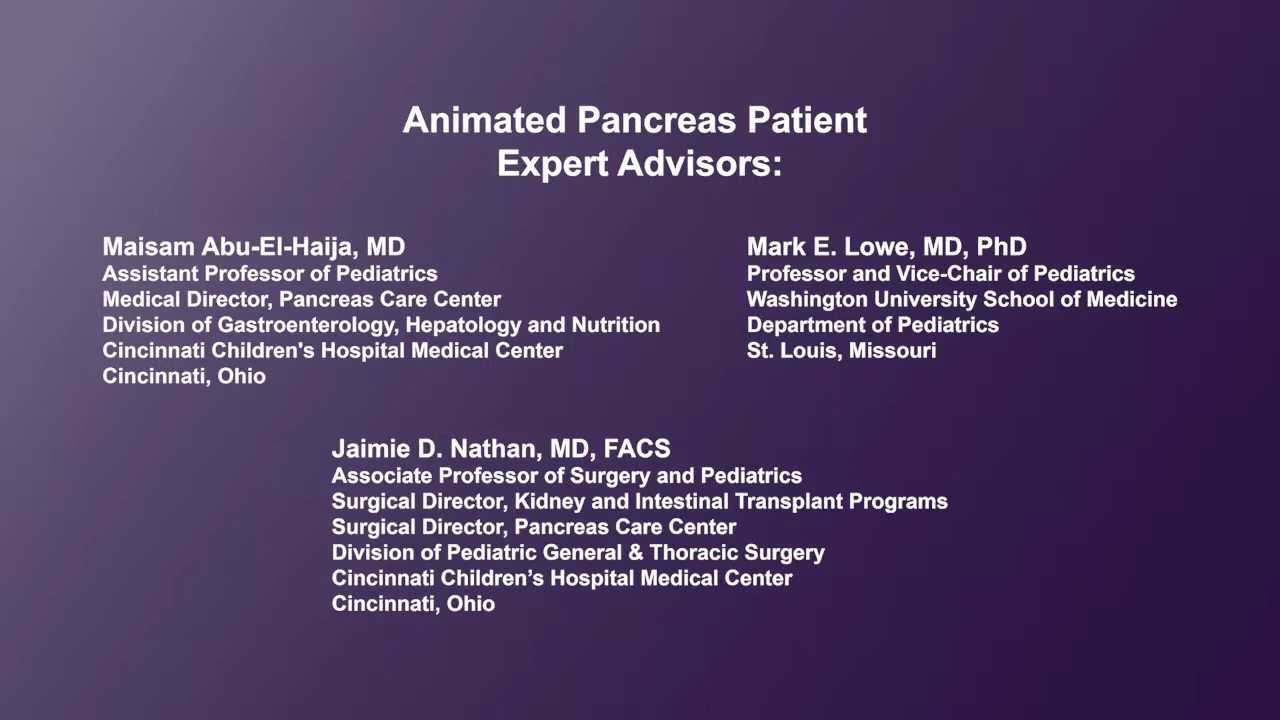 Animated Pancreas Patient
Expert Advisors:
Maisam Abu-El-Haija, MD
Assistant Professor of Pediatrics
Medical Director, Pancreas Care Center
Division of Gastroenterology, Hepatology and Nutrition
Cincinnati Children's Hospital Medical Center
Cincinnati, Ohio
Mark E. Lowe, MD, PhD
Professor and Vice-Chair of Pediatrics
Washington University School of Medicine
Department of Pediatrics
St. Louis, Missouri
Jaimie D. Nathan, MD, FACS
Associate Professor of Surgery and Pediatrics
Surgical Director, Kidney and Intestinal Transplant Programs
Surgical Director, Pancreas Care Center
Division of Pediatric General & Thoracic Surgery
Cincinnati Children’s Hospital Medical Center
Cincinnati, Ohio